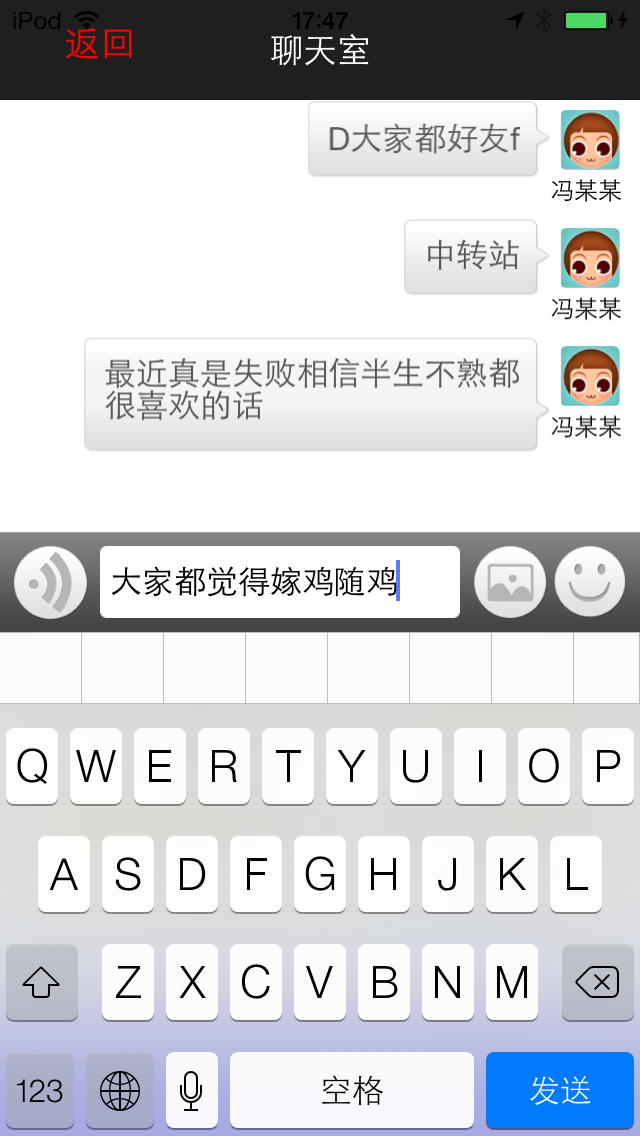 iPod 17:47
返回
聊天室
D大家都好友f
冯某某
中转站
冯某某
最近真是失败相信半生不熟都
很喜欢的话
冯某某
大家都觉得嫁鸡随鸡
Q W E R T Y U I O P
A S D F G H J K L
Z X C V B N M
123 空格 发送